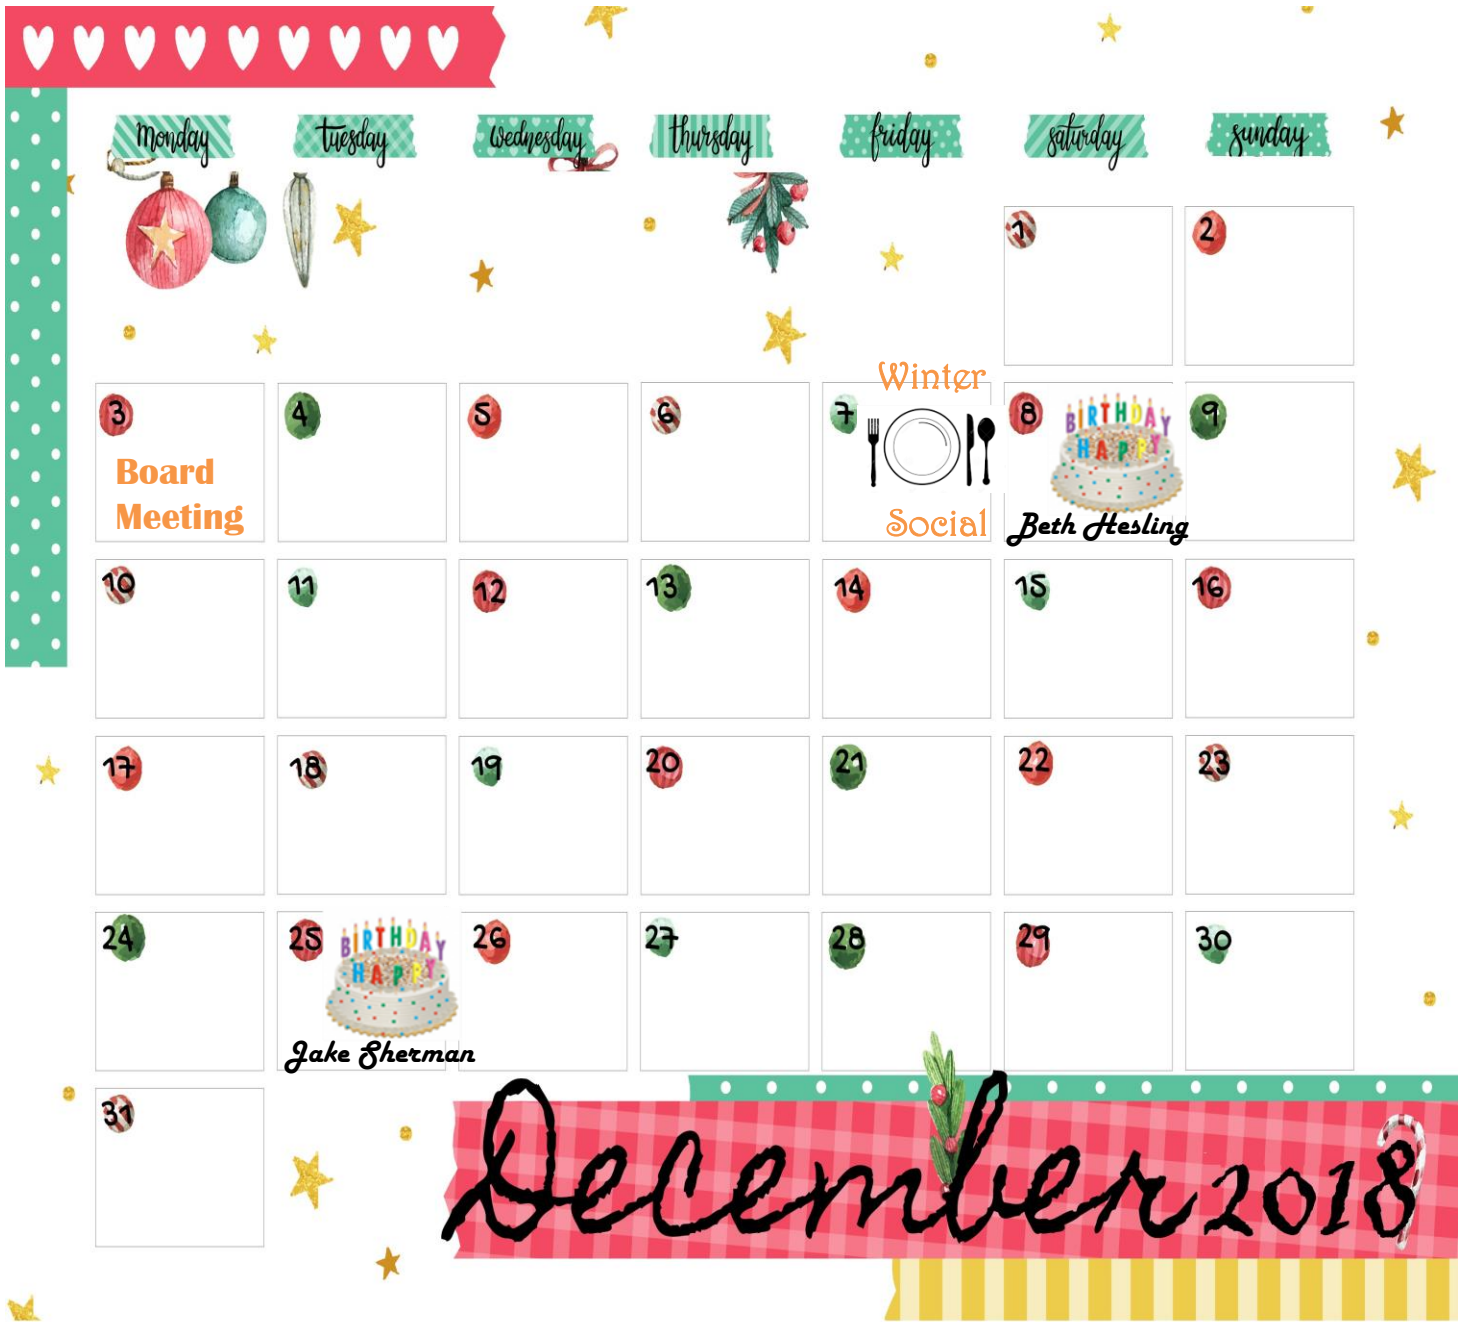 Monday tuesday wednesday thursday friday saturday sunday
1 2
Winter
3 4 5 6 7 8 9
BIRTHDAY
HAPPY
Board
Meeting
Social
Beth Hesling
10 11 12 13 14 15 16
17 18 19 20 21 22 23
24 25 26 27 28 29 30
BIRTHDAY
HAPPY
Jake Sherman
31
December 2018